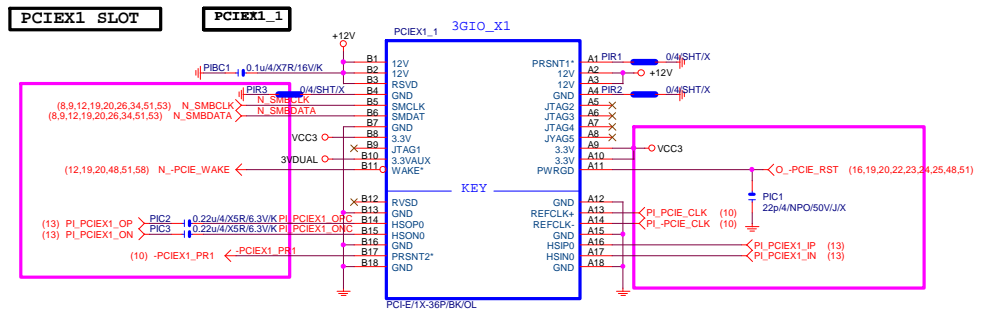 PCIEX1 SLOT
PCIEX1_1
3GIO_X1
PCIEX1_1
+12V
PIBC1 0.1u/4/X7R/16V/K
B1 12V
B2 12V
B3 RSVD
PIR3 0/4/SHT/X
B4 GND
(8,9,12,19,20,26,34,51,53) N_SMBCLK N_SMBCLK B5 SMCLK
(8,9,12,19,20,26,34,51,53) N_SMBDATA N_SMBDATA B6 SMDAT
B7 GND
VCC3 B8 3.3V
B9 JTAG1
3VDUAL B10 3.3VAUX
(12,19,20,48,51,58) N_-PCIE_WAKE B11 WAKE*
KEY
B12 RVSD
B13 GND
(13) PI_PCIEX1_OP PIC2 0.22u/4/X5R/6.3V/K PI_PCIEX1_OPC B14 HSOP0
(13) PI_PCIEX1_ON PIC3 0.22u/4/X5R/6.3V/K PI_PCIEX1_ONC B15 HSON0
B16 GND
(10) -PCIEX1_PR1 -PCIEX1_PR1 B17 PRSNT2*
B18 GND
PRSNT1* A1 PIR1 0/4/SHT/X
12V A2 +12V
12V A3
GND A4 PIR2 0/4/SHT/X
JTAG2 A5
JTAG3 A6
JTAG4 A7
JYAG5 A8
3.3V A9 VCC3
3.3V A10
PWRGD A11 O_-PCIE_RST (16,19,20,22,23,24,25,48,51)
PIC1
22p/4/NPO/50V/J/X
GND A12
REFCLK+ A13 PI_PCIE_CLK (10)
REFCLK- A14 PI_-PCIE_CLK (10)
GND A15
HSIP0 A16 PI_PCIEX1_IP (13)
HSIN0 A17 PI_PCIEX1_IN (13)
GND A18
PCI-E/1X-36P/BK/OL